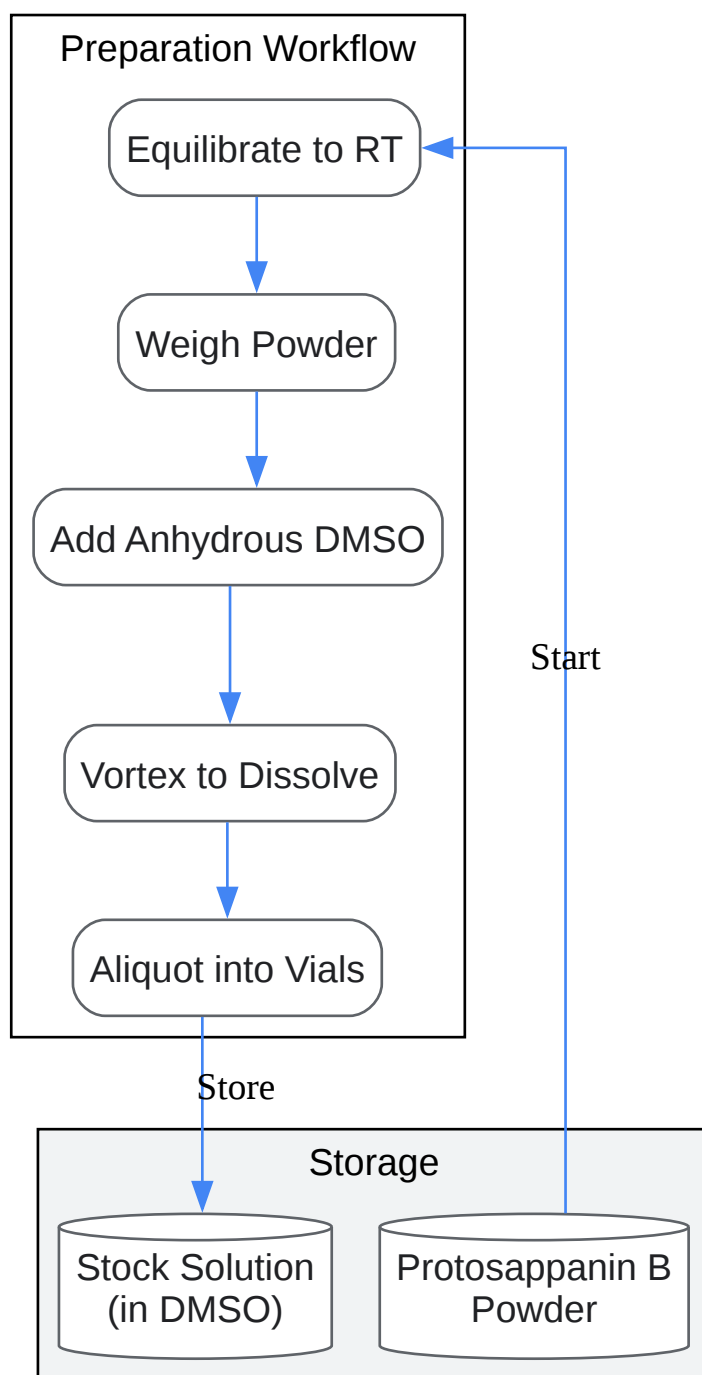 Preparation Workflow
Equilibrate to RT
Weigh Powder
Add Anhydrous DMSO
Start
Vortex to Dissolve
Aliquot into Vials
Store
Storage
Stock Solution
(in DMSO)
Protosappanin B
Powder